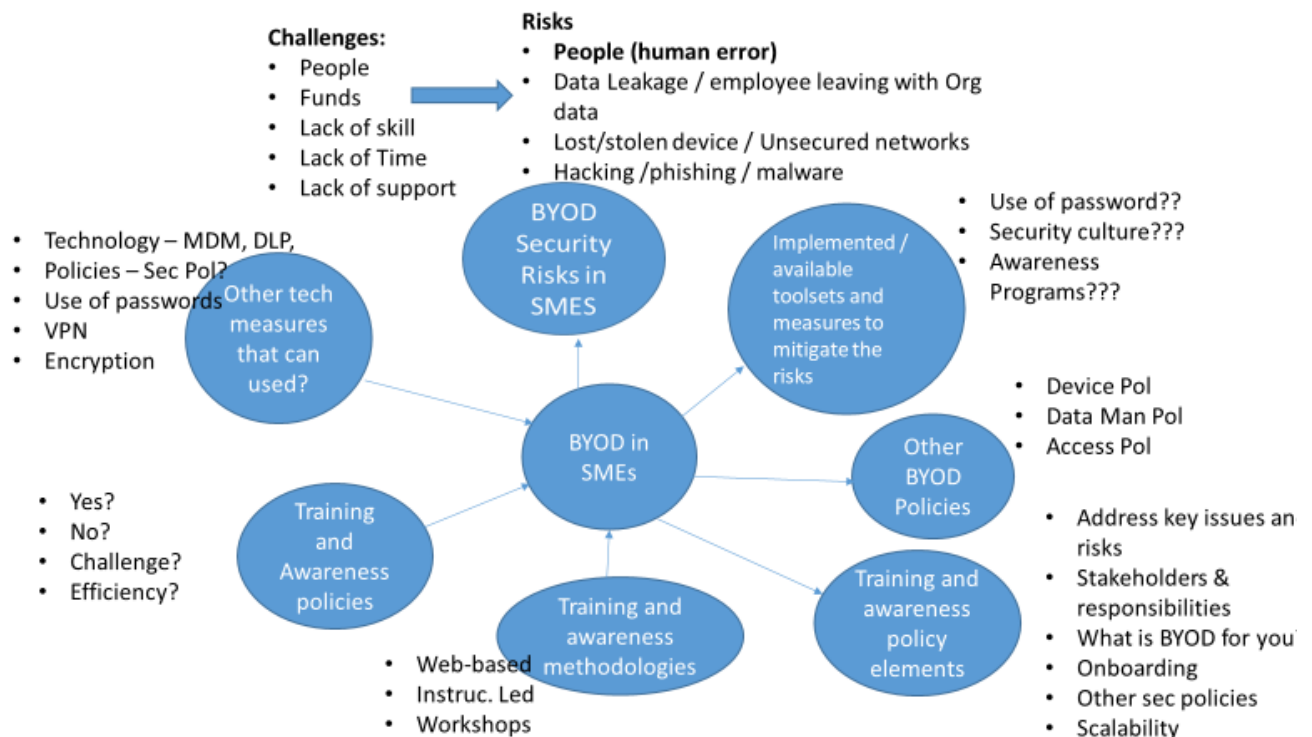 Challenges:
• People
• Funds
• Lack of skill
• Lack of Time
• Lack of support
Risks
• People (human error)
• Data Leakage / employee leaving with Org
data
• Lost/stolen device / Unsecured networks
• Hacking /phishing / malware
BYOD
Security
Risks in
SMES
Implemented /
available
toolsets and
measures to
mitigate the
risks
• Use of password??
• Security culture???
• Awareness
Programs???
• Technology – MDM, DLP,
• Policies – Sec Pol?
• Use of passwords
• VPN
• Encryption
Other tech
measures
that can
used?
BYOD in
SMEs
• Device Pol
• Data Man Pol
• Access Pol
Other
BYOD
Policies
• Yes?
• No?
• Challenge?
• Efficiency?
Training
and
Awareness
policies
Training and
awareness
methodologies
• Web-based
• Instruc. Led
• Workshops
Training and
awareness
policy
elements
• Address key issues an
risks
• Stakeholders &
responsibilities
• What is BYOD for you
• Onboarding
• Other sec policies
• Scalability